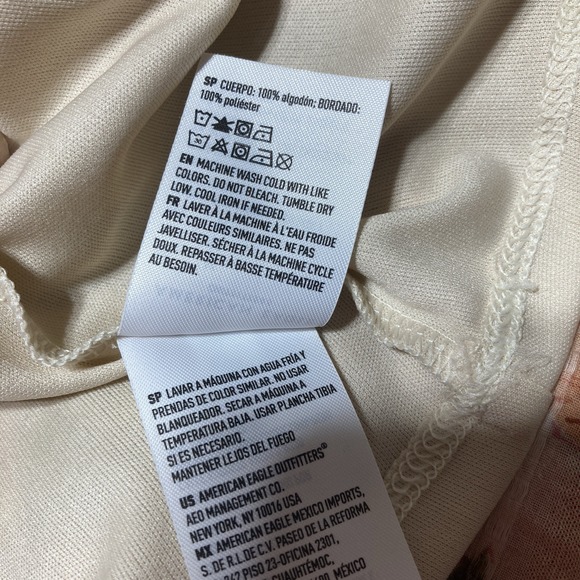 SP CUERPO: 100% algodón; BORDADO:
100% poliéster
EN MACHINE WASH COLD WITH LIKE
COLORS. DO NOT BLEACH. TUMBLE DRY
LOW. COOL IRON IF NEEDED.
FR LAVER À LA MACHINE À L'EAU FROIDE
AVEC COULEURS SIMILAIRES. NE PAS
JAVELLISER. SÉCHER À LA MACHINE CYCLE
DOUX. REPASSER À BASSE TEMPÉRATURE
AU BESOIN.
SP LAVAR A MÁQUINA CON AGUA FRÍA Y
PRENDAS DE COLOR SIMILAR. NO USAR
BLANQUEADOR. SECAR A MÁQUINA A
TEMPERATURA BAJA. USAR PLANCHA TIBIA
SI ES NECESARIO.
MANTENER LEJOS DEL FUEGO
US AMERICAN EAGLE OUTFITTERS®
AEO MANAGEMENT CO.
NEW YORK, NY 10016 USA
MX AMERICAN EAGLE MEXICO IMPORTS,
S. DE R.L. DE C.V. PASEO DE LA REFORMA
PISO 23-OFICINA 2301,
CUAUHTÉMOC,
MÉXICO